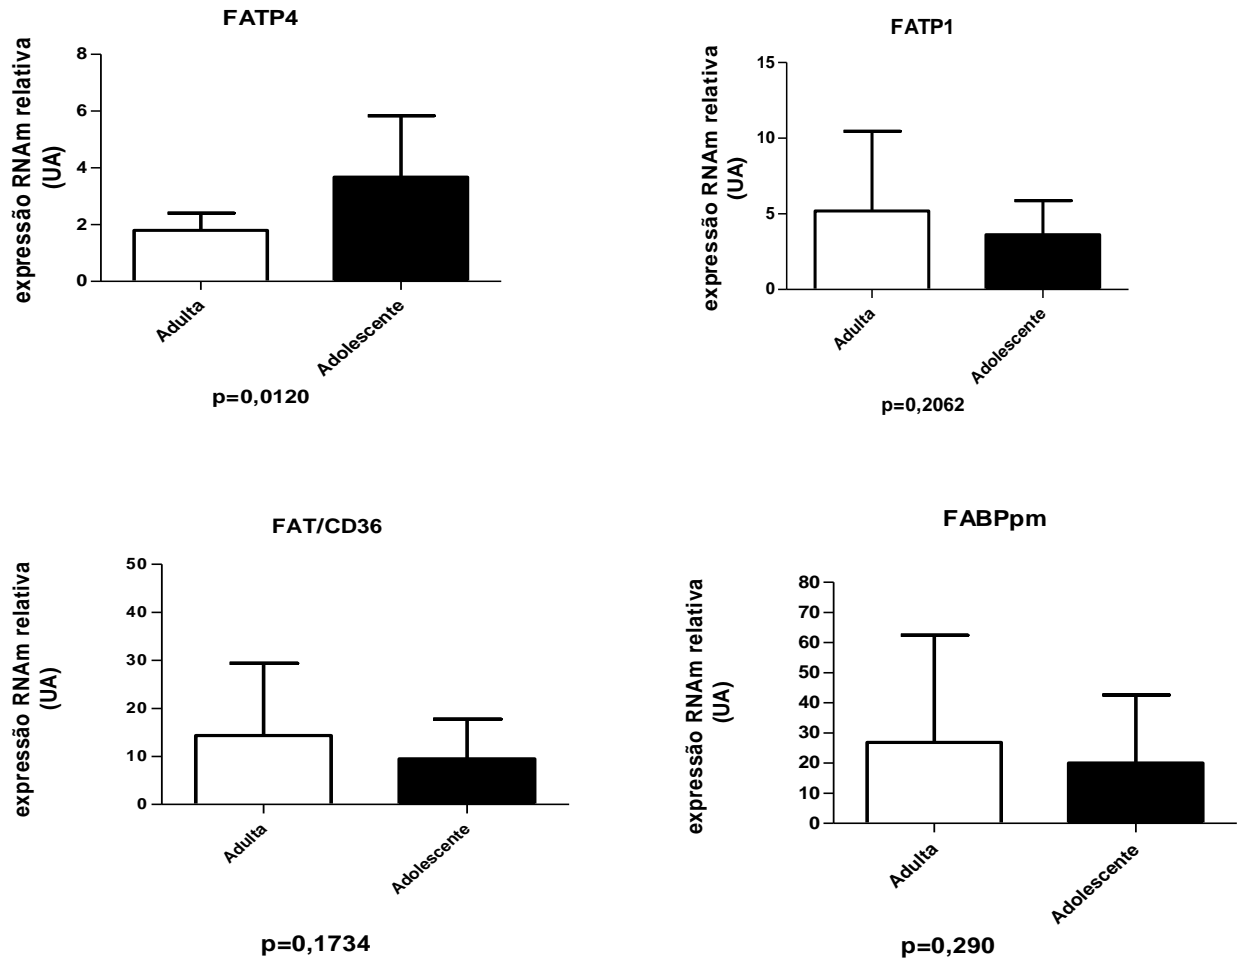 FATP4
expressão RNAm relativa
(UA)
8
6
4
2
0
Adulta
Adolescente
p=0,0120
FATP1
expressão RNAm relativa
(UA)
15
10
5
0
Adulta
Adolescente
p=0,2062
FAT/CD36
expressão RNAm relativa
(UA)
50
40
30
20
10
0
Adulta
Adolescente
p=0,1734
FABPpm
expressão RNAm relativa
(UA)
80
70
60
50
40
30
20
10
0
Adulta
Adolescente
p=0,290